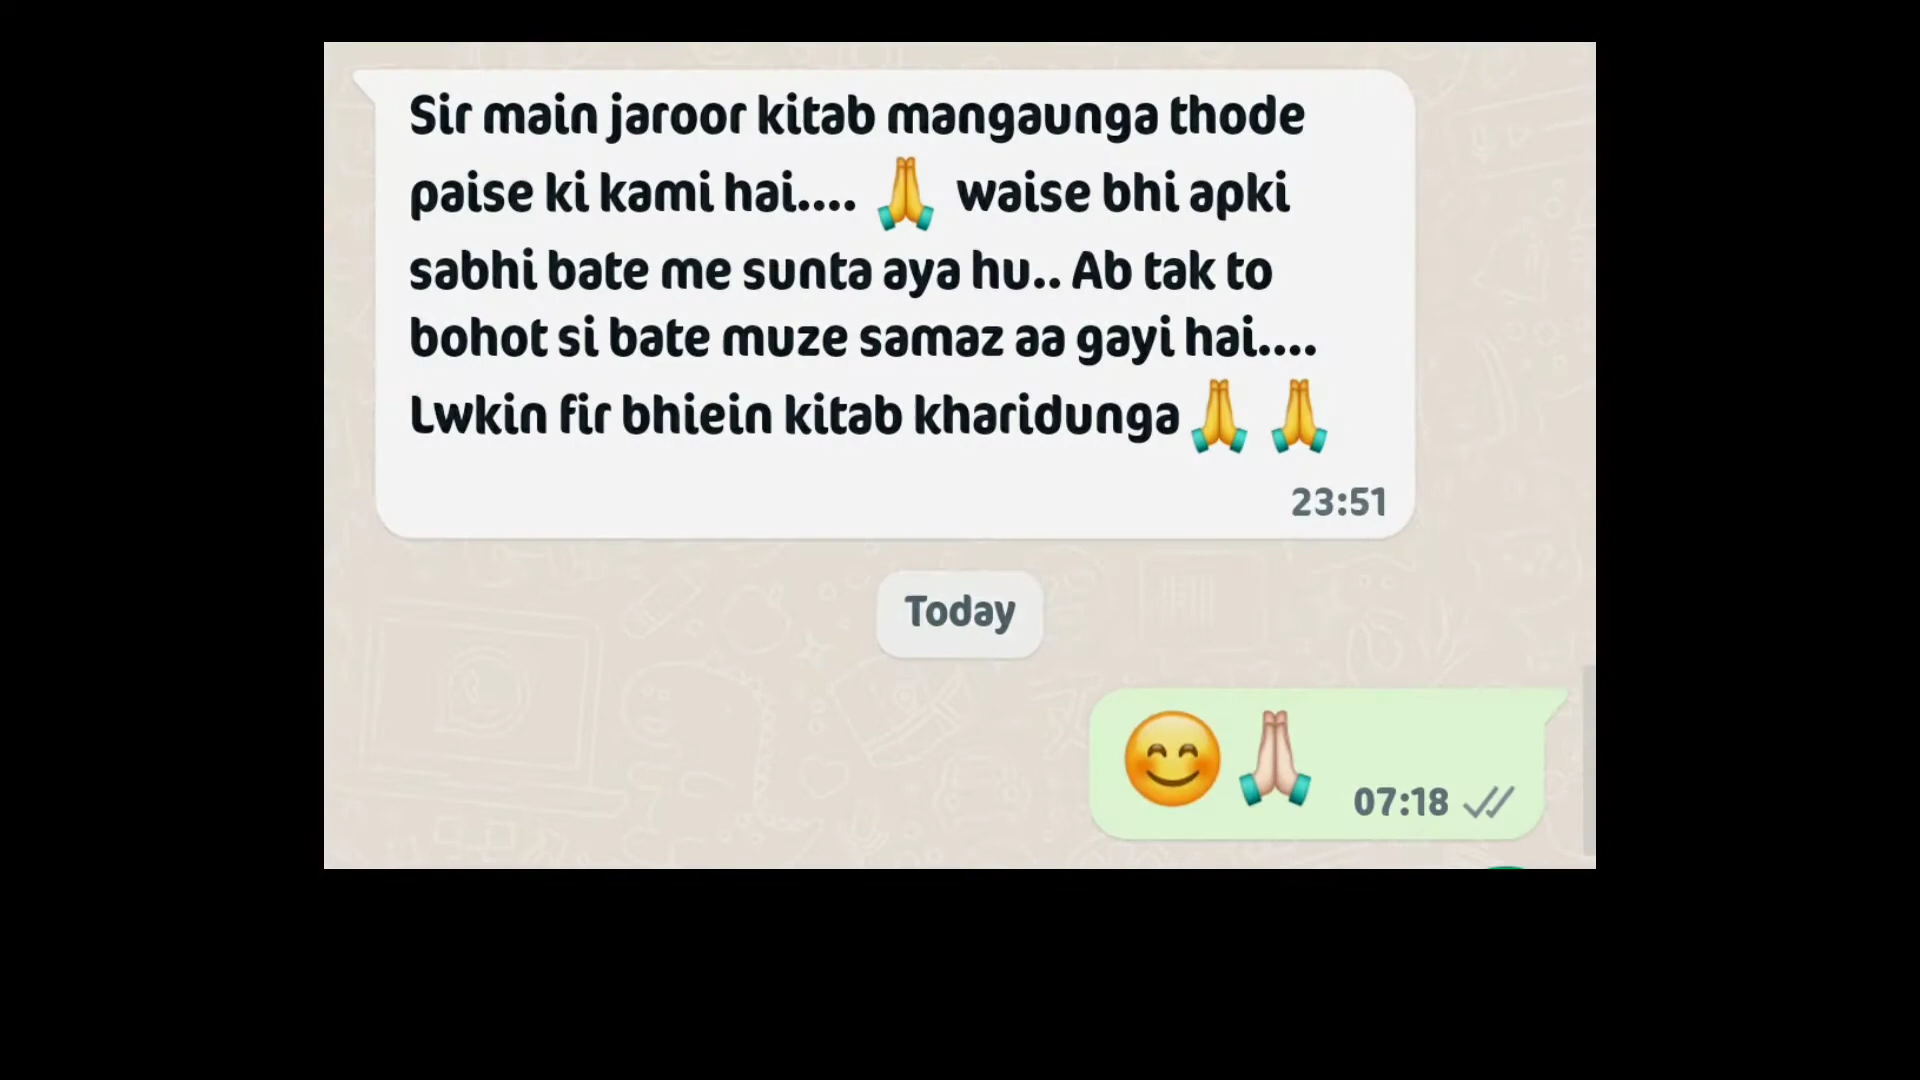 Sir main jaroor kitab mangaunga thode
paise ki kami hai.... 🙏 waise bhi apki
sabhi bate me sunta aya hu.. Ab tak to
bohot si bate muze samaz aa gayi hai....
Lwkin fir bhiein kitab kharidunga🙏 🙏
23:51
Today
😊🙏🏻 07:18